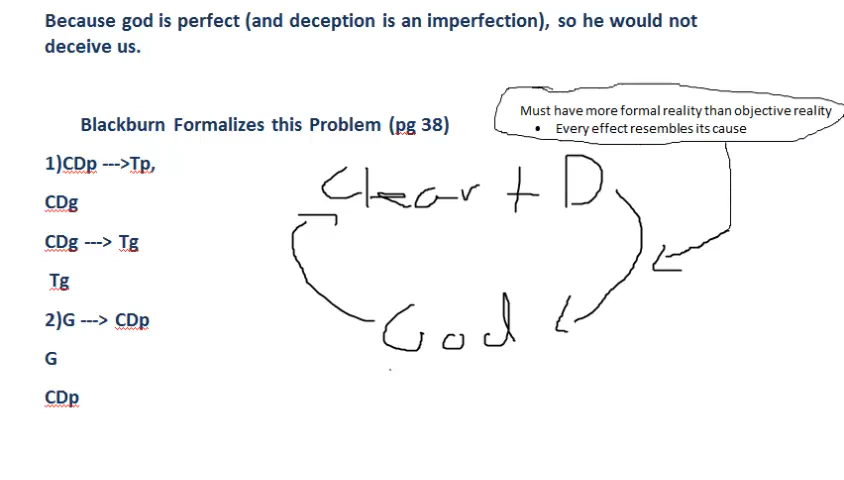 Because god is perfect (and deception is an imperfection), so he would not
deceive us.
Must have more formal reality than objective reality
• Every effect resembles its cause
Blackburn Formalizes this Problem (pg 38)
1)CDp --->Tp,
CDg
CDg ---> Tg
Tg
2)G ---> CDp
G
CDp
Clear + D
God